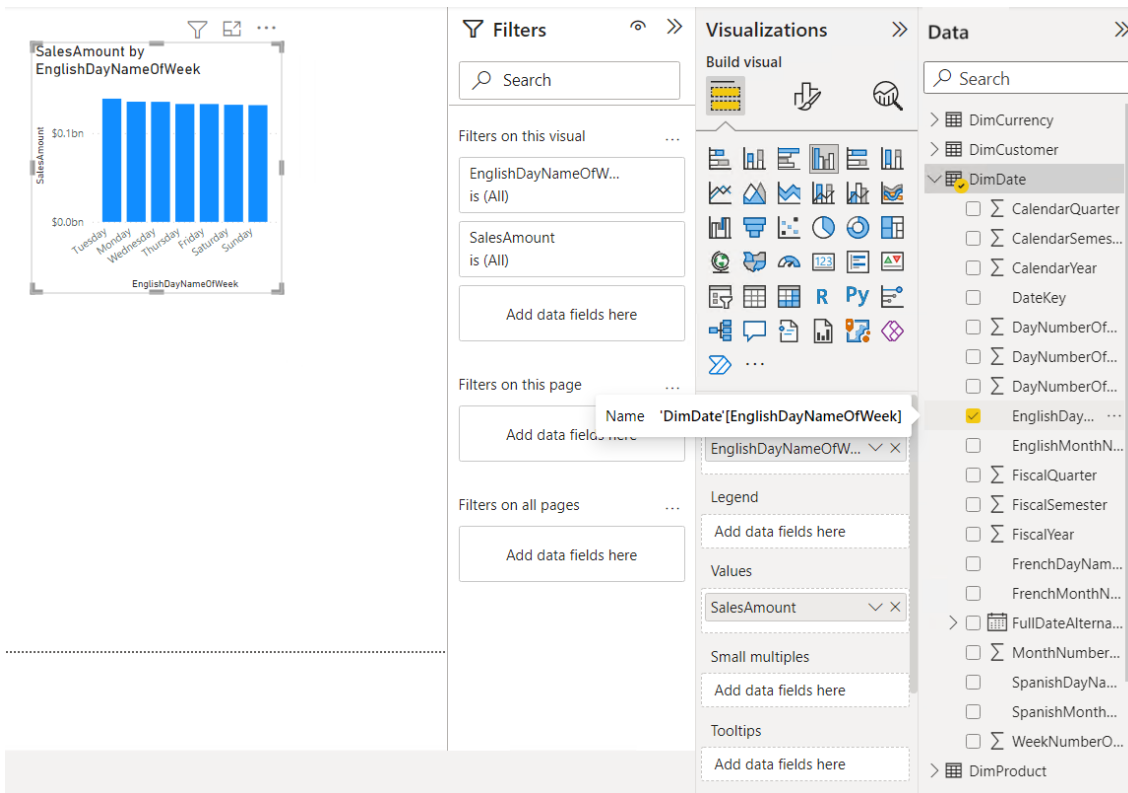 SalesAmount by
EnglishDayNameOfWeek
SalesAmount
$0.1bn
$0.0bn
Tuesday
Monday
Wednesday
Thursday
Friday
Saturday
Sunday
EnglishDayNameOfWeek
Filters
Search
Filters on this visual
...
EnglishDayNameOfW...
is (All)
SalesAmount
is (All)
Add data fields here
Filters on this page
...
Add data fields here
Filters on all pages
...
Add data fields here
Visualizations
Build visual
123
R
Py
...
Name 'DimDate'[EnglishDayNameOfWeek]
EnglishDayNameOfW...
Legend
Add data fields here
Values
SalesAmount
Small multiples
Add data fields here
Tooltips
Add data fields here
Data
Search
DimCurrency
DimCustomer
DimDate
CalendarQuarter
CalendarSemes...
CalendarYear
DateKey
DayNumberOf...
DayNumberOf...
DayNumberOf...
EnglishDay...
EnglishMonthN...
FiscalQuarter
FiscalSemester
FiscalYear
FrenchDayNam...
FrenchMonthN...
FullDateAlterna...
MonthNumber...
SpanishDayNa...
SpanishMonth...
WeekNumberO...
DimProduct